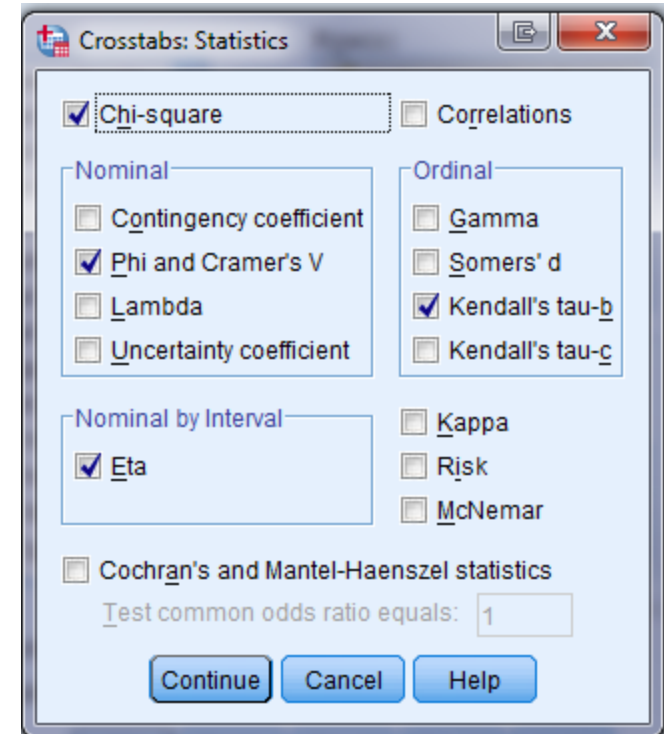 Crosstabs: Statistics
Chi-square
Correlations
Nominal
Contingency coefficient
Phi and Cramer's V
Lambda
Uncertainty coefficient
Ordinal
Gamma
Somers' d
Kendall's tau-b
Kendall's tau-c
Nominal by Interval
Eta
Kappa
Risk
McNemar
Cochran's and Mantel-Haenszel statistics
Test common odds ratio equals: 1
Continue Cancel Help